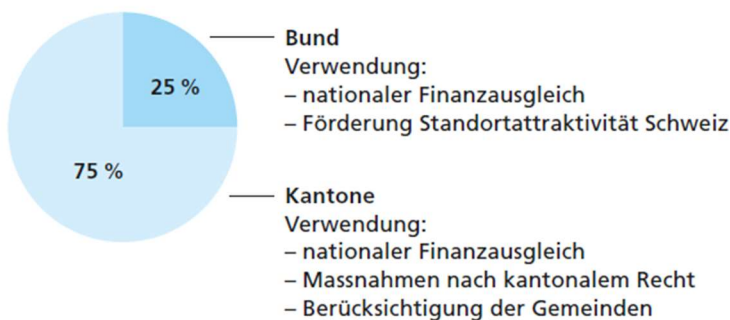 25 %
75 %
Bund
Verwendung:
– nationaler Finanzausgleich
– Förderung Standortattraktivität Schweiz
Kantone
Verwendung:
– nationaler Finanzausgleich
– Massnahmen nach kantonalem Recht
– Berücksichtigung der Gemeinden